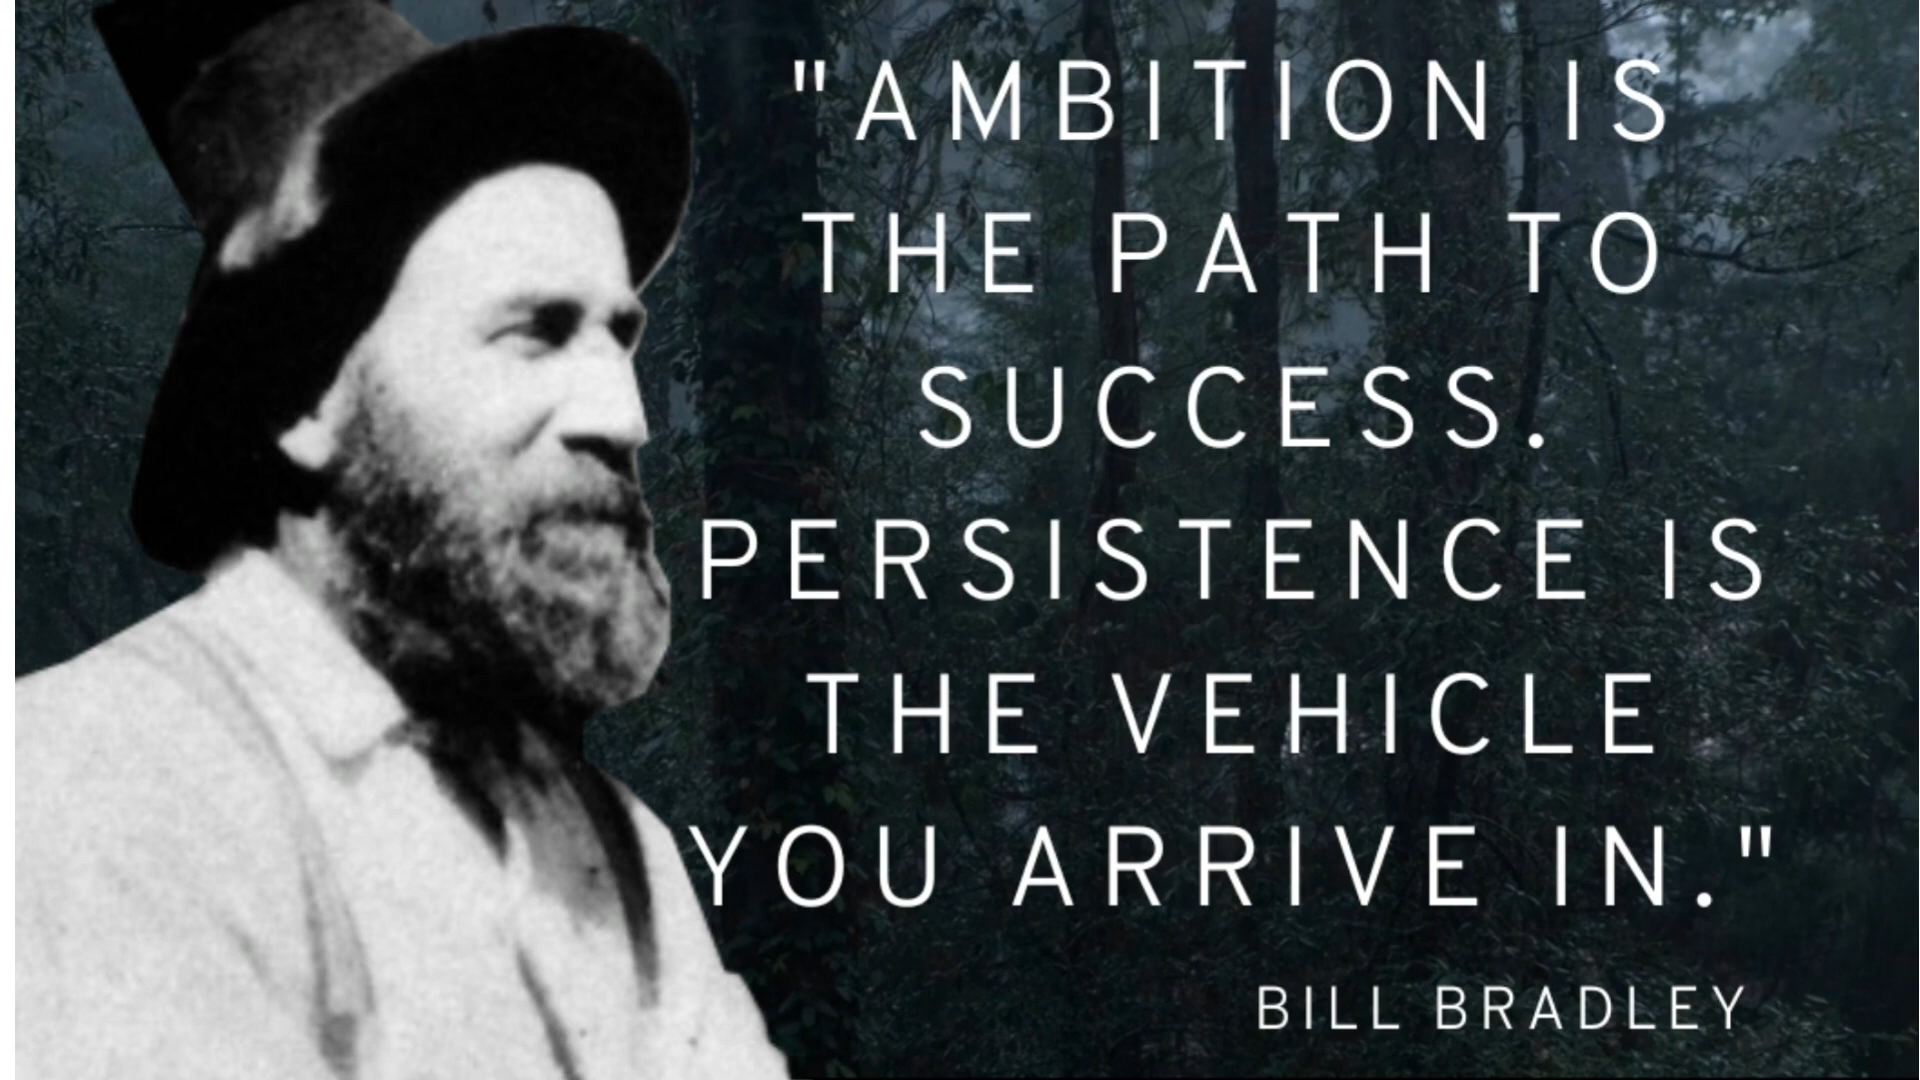 "AMBITION IS
THE PATH TO
SUCCESS.
PERSISTENCE IS
THE VEHICLE
YOU ARRIVE IN."
BILL BRADLEY